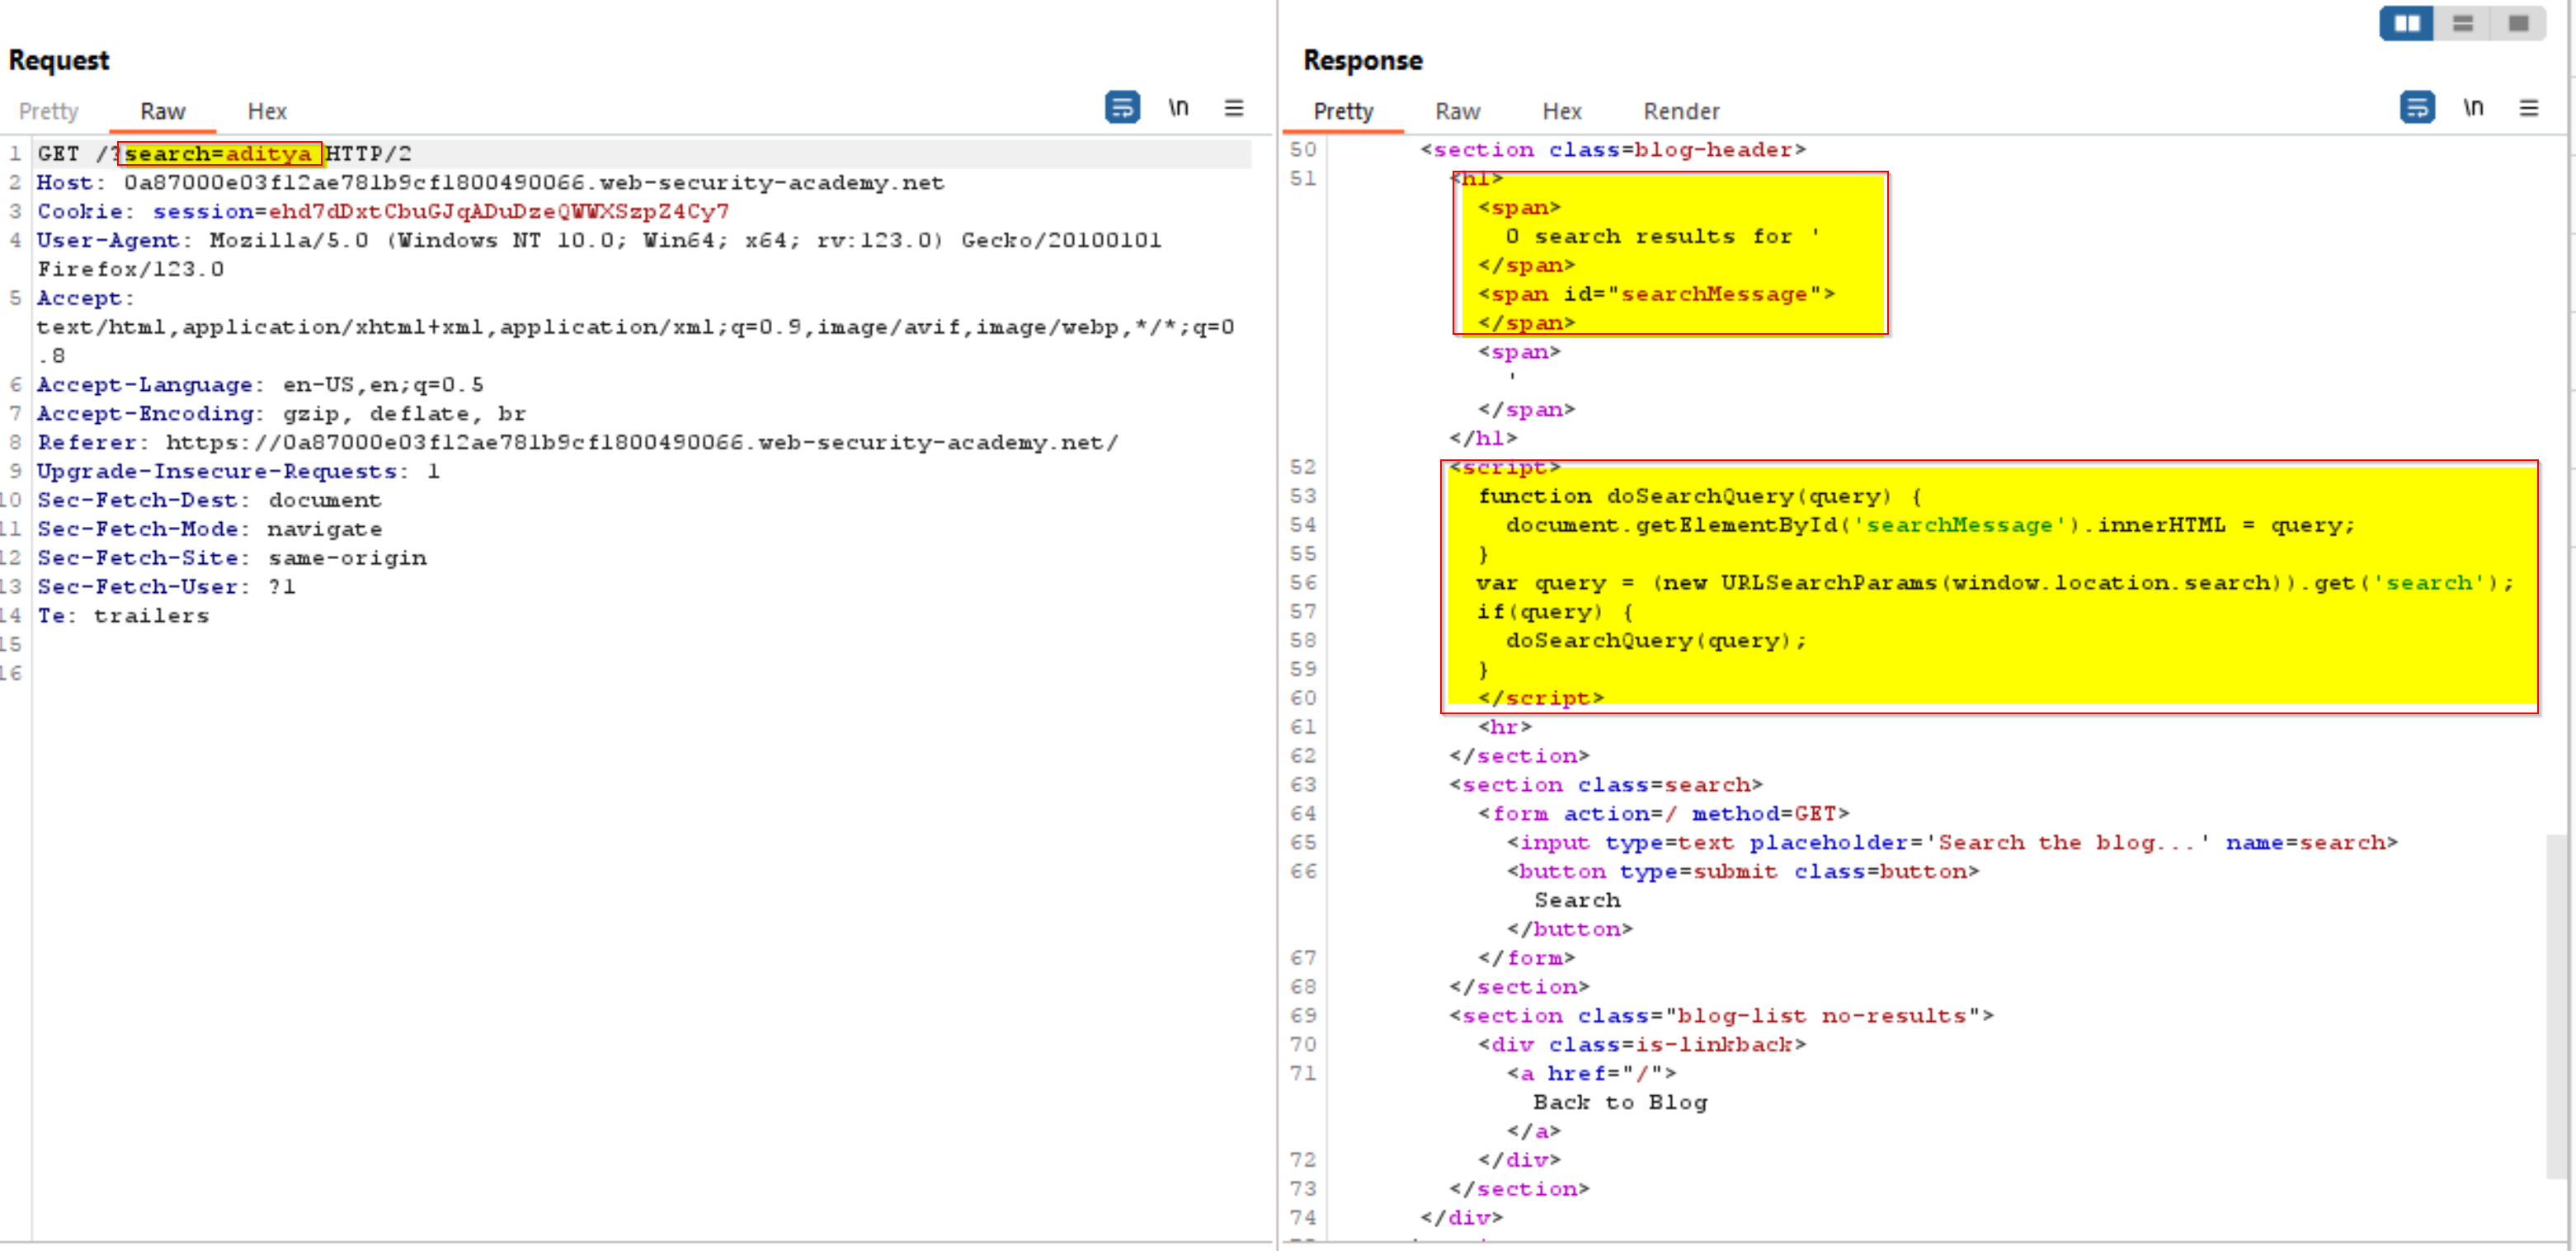 Request
Pretty Raw Hex
\n
1 GET /?search=aditya HTTP/2
2 Host: 0a87000e03f12ae781b9cf1800490066.web-security-academy.net
3 Cookie: session=ehd7dDxtCbuGJqADuDzeQWWXSzpZ4Cy7
4 User-Agent: Mozilla/5.0 (Windows NT 10.0; Win64; x64; rv:123.0) Gecko/20100101
Firefox/123.0
5 Accept:
text/html,application/xhtml+xml,application/xml;q=0.9,image/avif,image/webp,*/*;q=0
.8
6 Accept-Language: en-US,en;q=0.5
7 Accept-Encoding: gzip, deflate, br
8 Referer: https://0a87000e03f12ae781b9cf1800490066.web-security-academy.net/
9 Upgrade-Insecure-Requests: 1
10 Sec-Fetch-Dest: document
11 Sec-Fetch-Mode: navigate
12 Sec-Fetch-Site: same-origin
13 Sec-Fetch-User: ?1
14 Te: trailers
15
16
Response
Pretty Raw Hex Render
\n
50 <section class=blog-header>
51 <h1>
<span>
0 search results for '
</span>
<span id="searchMessage">
</span>
<span>
'
</span>
</h1>
52 <script>
53 function doSearchQuery(query) {
54 document.getElementById('searchMessage').innerHTML = query;
55 }
56 var query = (new URLSearchParams(window.location.search)).get('search');
57 if(query) {
58 doSearchQuery(query);
59 }
60 </script>
61 <hr>
62 </section>
63 <section class=search>
64 <form action=/ method=GET>
65 <input type=text placeholder='Search the blog...' name=search>
66 <button type=submit class=button>
Search
</button>
67 </form>
68 </section>
69 <section class="blog-list no-results">
70 <div class=is-linkback>
71 <a href="/">
Back to Blog
</a>
72 </div>
73 </section>
74 </div>